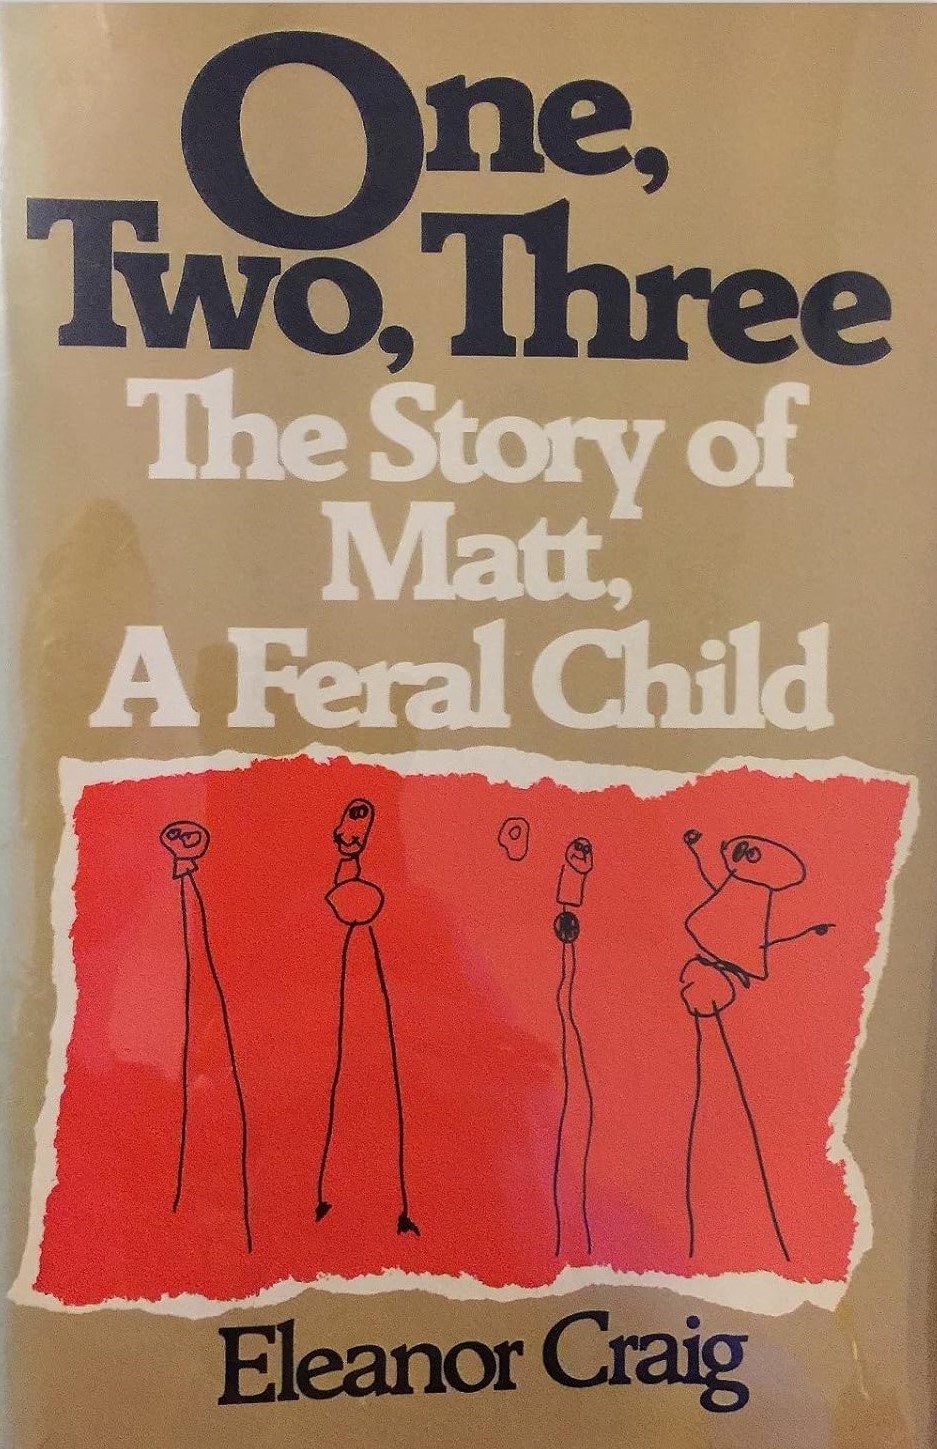 One,
Two, Three
The Story of
Matt,
A Feral Child
Eleanor Craig